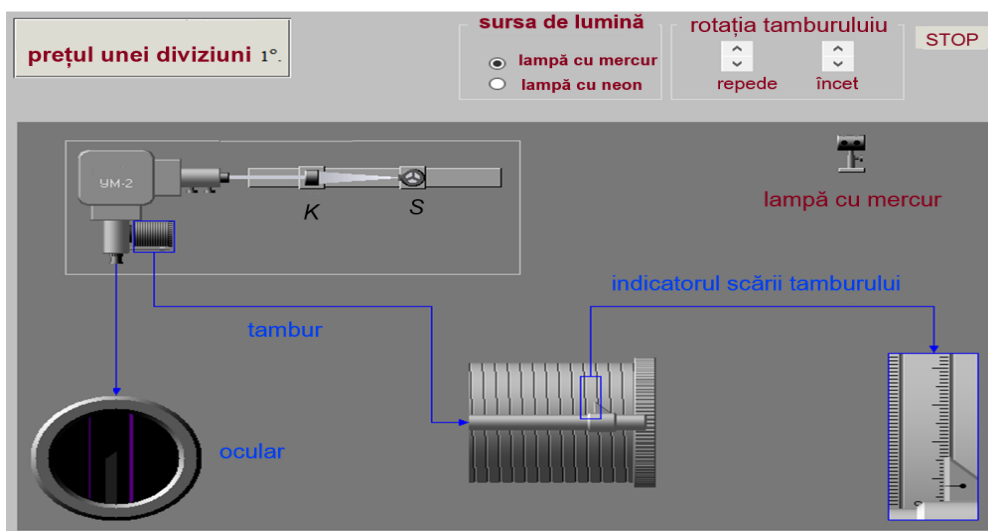 prețul unei diviziuni 1°.
sursa de lumină
lampă cu mercur
lampă cu neon
rotația tamburuluiu
repede
încet
STOP
УМ-2
K
S
lampă cu mercur
indicatorul scării tamburului
tambur
ocular